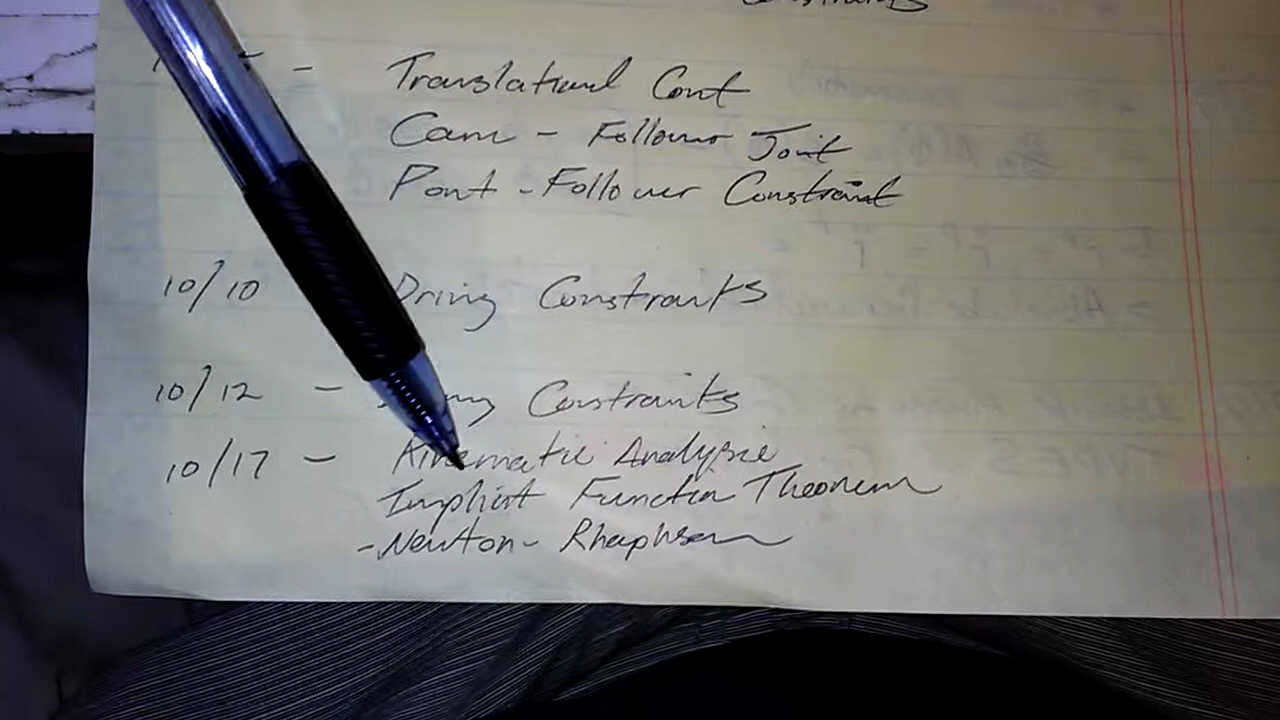 Translational Cont
Cam - Follower Joint
Point - Follower Constraint
10/10 Driving Constraints
10/12 - Constraints
10/17 - Kinematic Analysis
Implicit Function Theorem
-Newton- Rhaphson